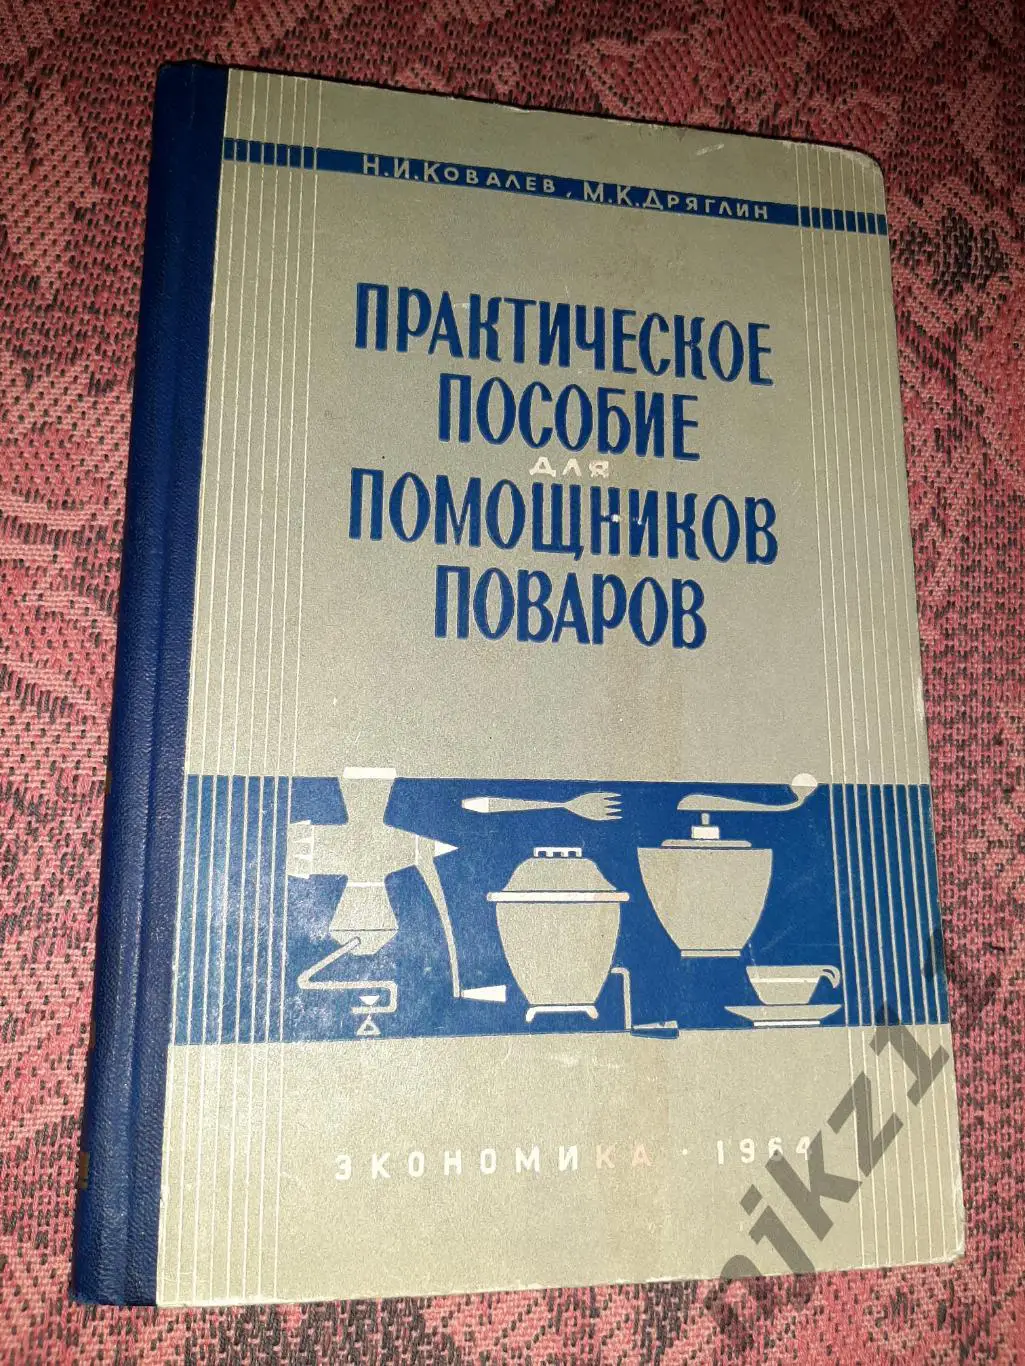 Н.И.КОВАЛЕВ, М.К.ДРЯГЛИН
ПРАКТИЧЕСКОЕ
ПОСОБИЕ
ДЛЯ
ПОМОЩНИКОВ
ПОВАРОВ
ЭКОНОМИКА · 1964